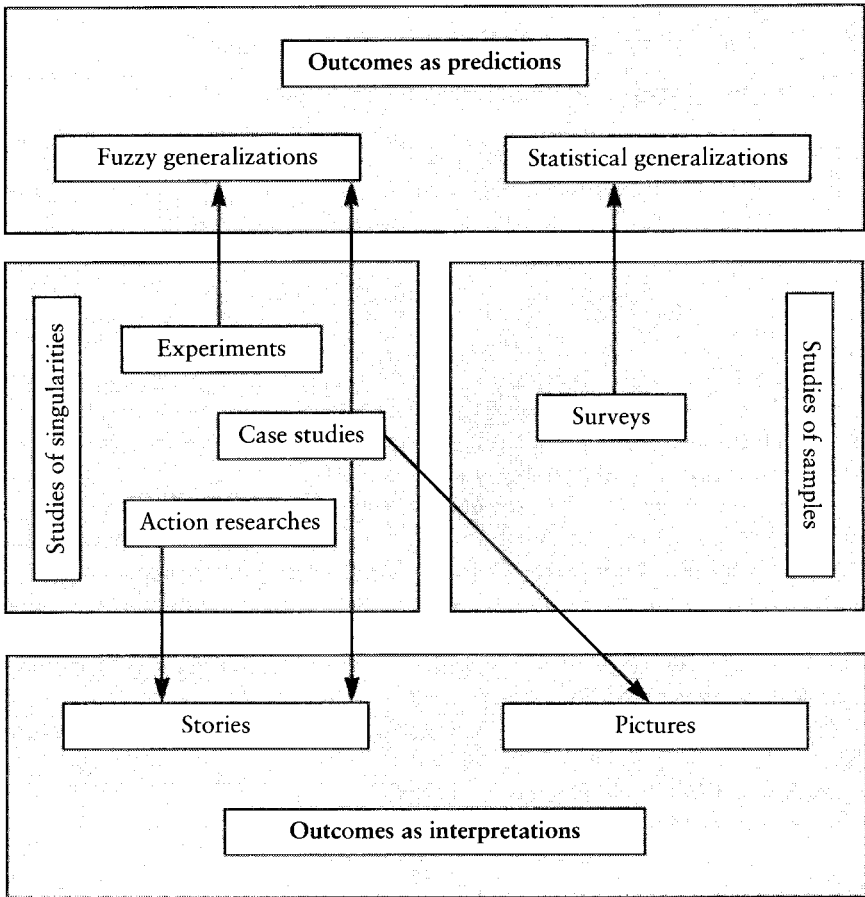 Outcomes as predictions
Fuzzy generalizations
Statistical generalizations
Studies of singularities
Experiments
Case studies
Action researches
Surveys
Studies of samples
Stories
Pictures
Outcomes as interpretations